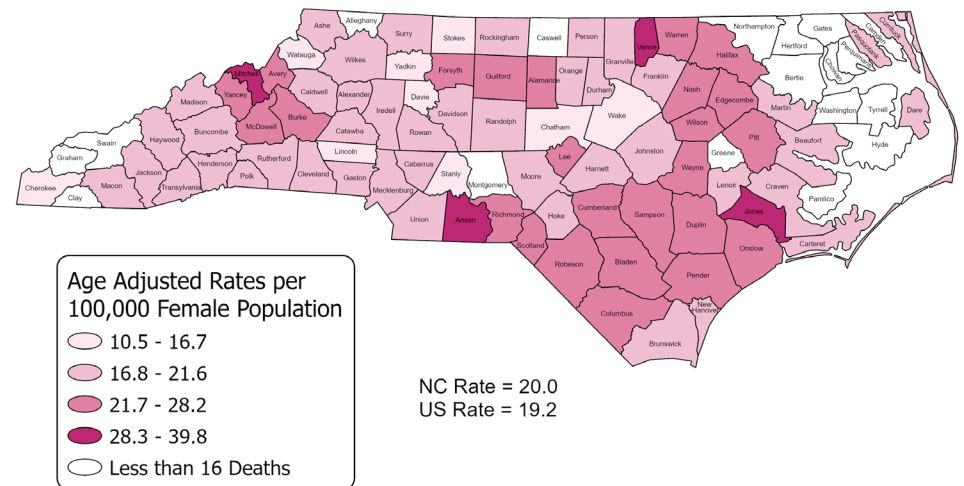 Ashe
Alleghany
Surry
Stokes
Rockingham
Caswell
Person
Granville
Vance
Warren
Northampton
Gates
Camden
Currituck
Pasquotank
Perquimans
Chowan
Hertford
Halifax
Bertie
Watauga
Wilkes
Yadkin
Forsyth
Guilford
Alamance
Orange
Durham
Franklin
Nash
Edgecombe
Martin
Washington
Tyrrell
Dare
Mitchell
Avery
Caldwell
Alexander
Davie
Iredell
Davidson
Randolph
Chatham
Wake
Wilson
Pitt
Beaufort
Hyde
Madison
Yancey
McDowell
Burke
Catawba
Rowan
Johnston
Greene
Wayne
Swain
Haywood
Buncombe
Lincoln
Lee
Harnett
Lenoir
Craven
Pamlico
Graham
Jackson
Henderson
Rutherford
Cleveland
Gaston
Cabarrus
Stanly
Montgomery
Moore
Cherokee
Macon
Transylvania
Polk
Mecklenburg
Clay
Union
Anson
Richmond
Hoke
Cumberland
Sampson
Duplin
Jones
Onslow
Carteret
Scotland
Robeson
Bladen
Pender
Columbus
New
Hanover
Brunswick
Age Adjusted Rates per
100,000 Female Population
10.5 - 16.7
16.8 - 21.6
21.7 - 28.2
28.3 - 39.8
Less than 16 Deaths
NC Rate = 20.0
US Rate = 19.2